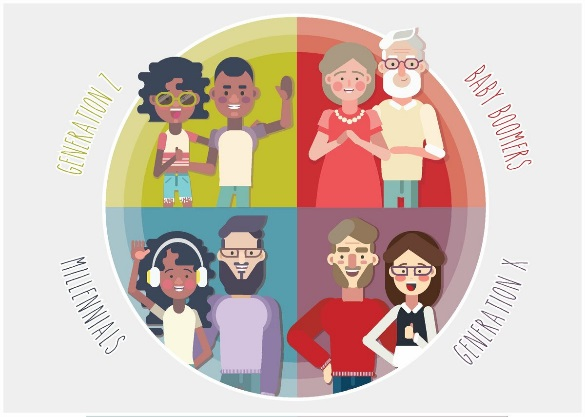 GENERATION Z
BABY BOOMERS
MILLENNIALS
GENERATION X